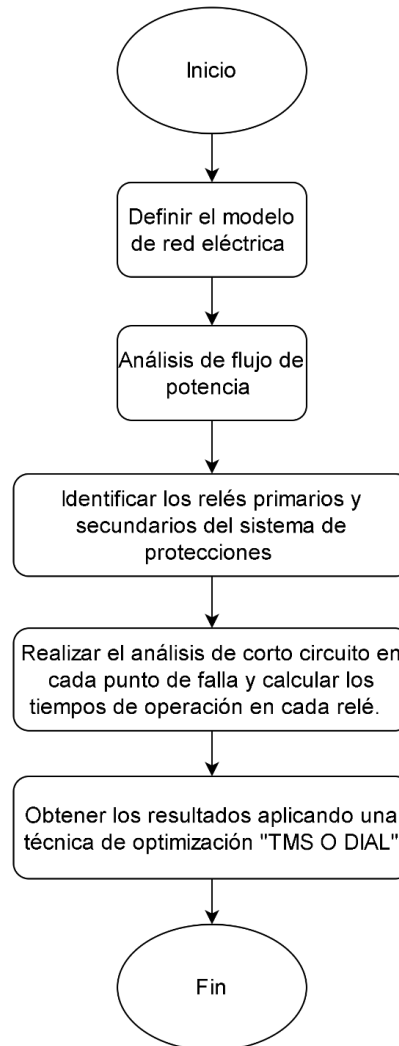 Inicio
Definir el modelo
de red eléctrica
Análisis de flujo de
potencia
Identificar los relés primarios y
secundarios del sistema de
protecciones
Realizar el análisis de corto circuito en
cada punto de falla y calcular los
tiempos de operación en cada relé.
Obtener los resultados aplicando una
técnica de optimización "TMS O DIAL"
Fin